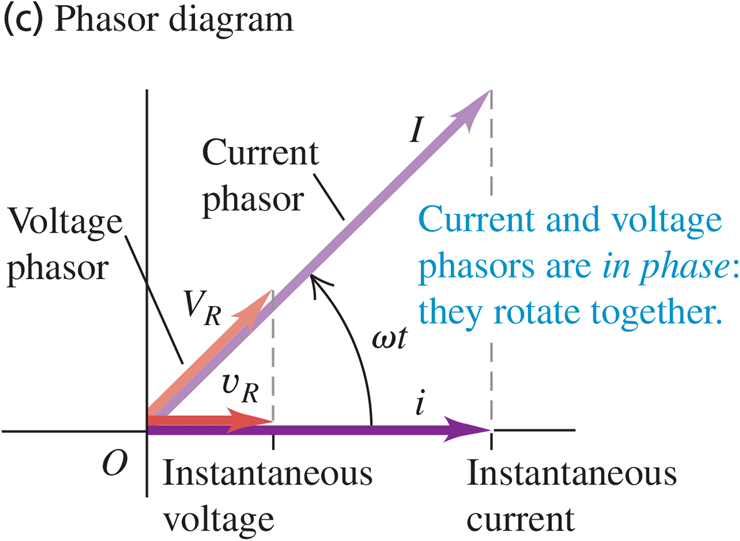 (c) Phasor diagram
I
Current
phasor
Voltage
phasor
Current and voltage
phasors are in phase:
they rotate together.
V_R
ωt
v_R
i
O
Instantaneous
voltage
Instantaneous
current